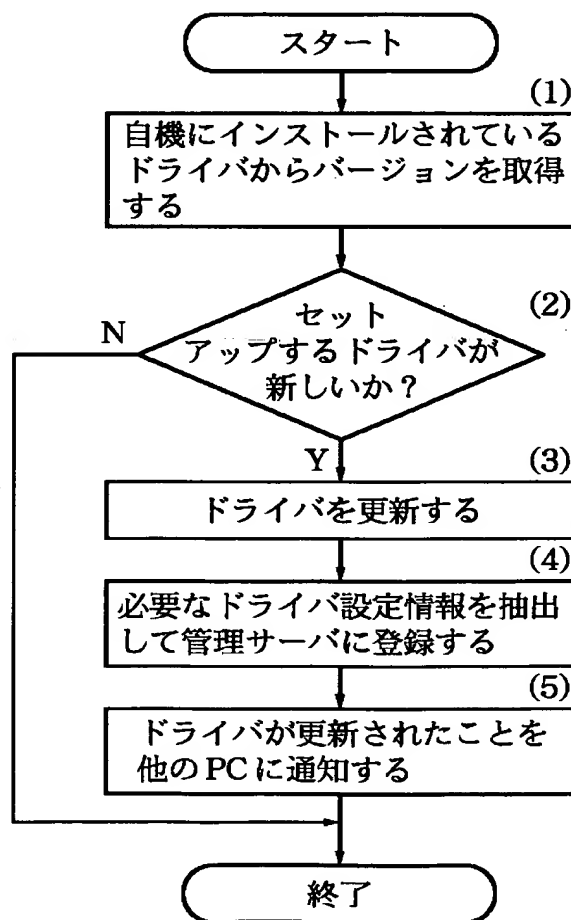 スタート
(1)
自機にインストールされている
ドライバからバージョンを取得
する
(2)
セット
アップするドライバが
新しいか？
N
Y
(3)
ドライバを更新する
(4)
必要なドライバ設定情報を抽出
して管理サーバに登録する
(5)
ドライバが更新されたことを
他のPCに通知する
終了